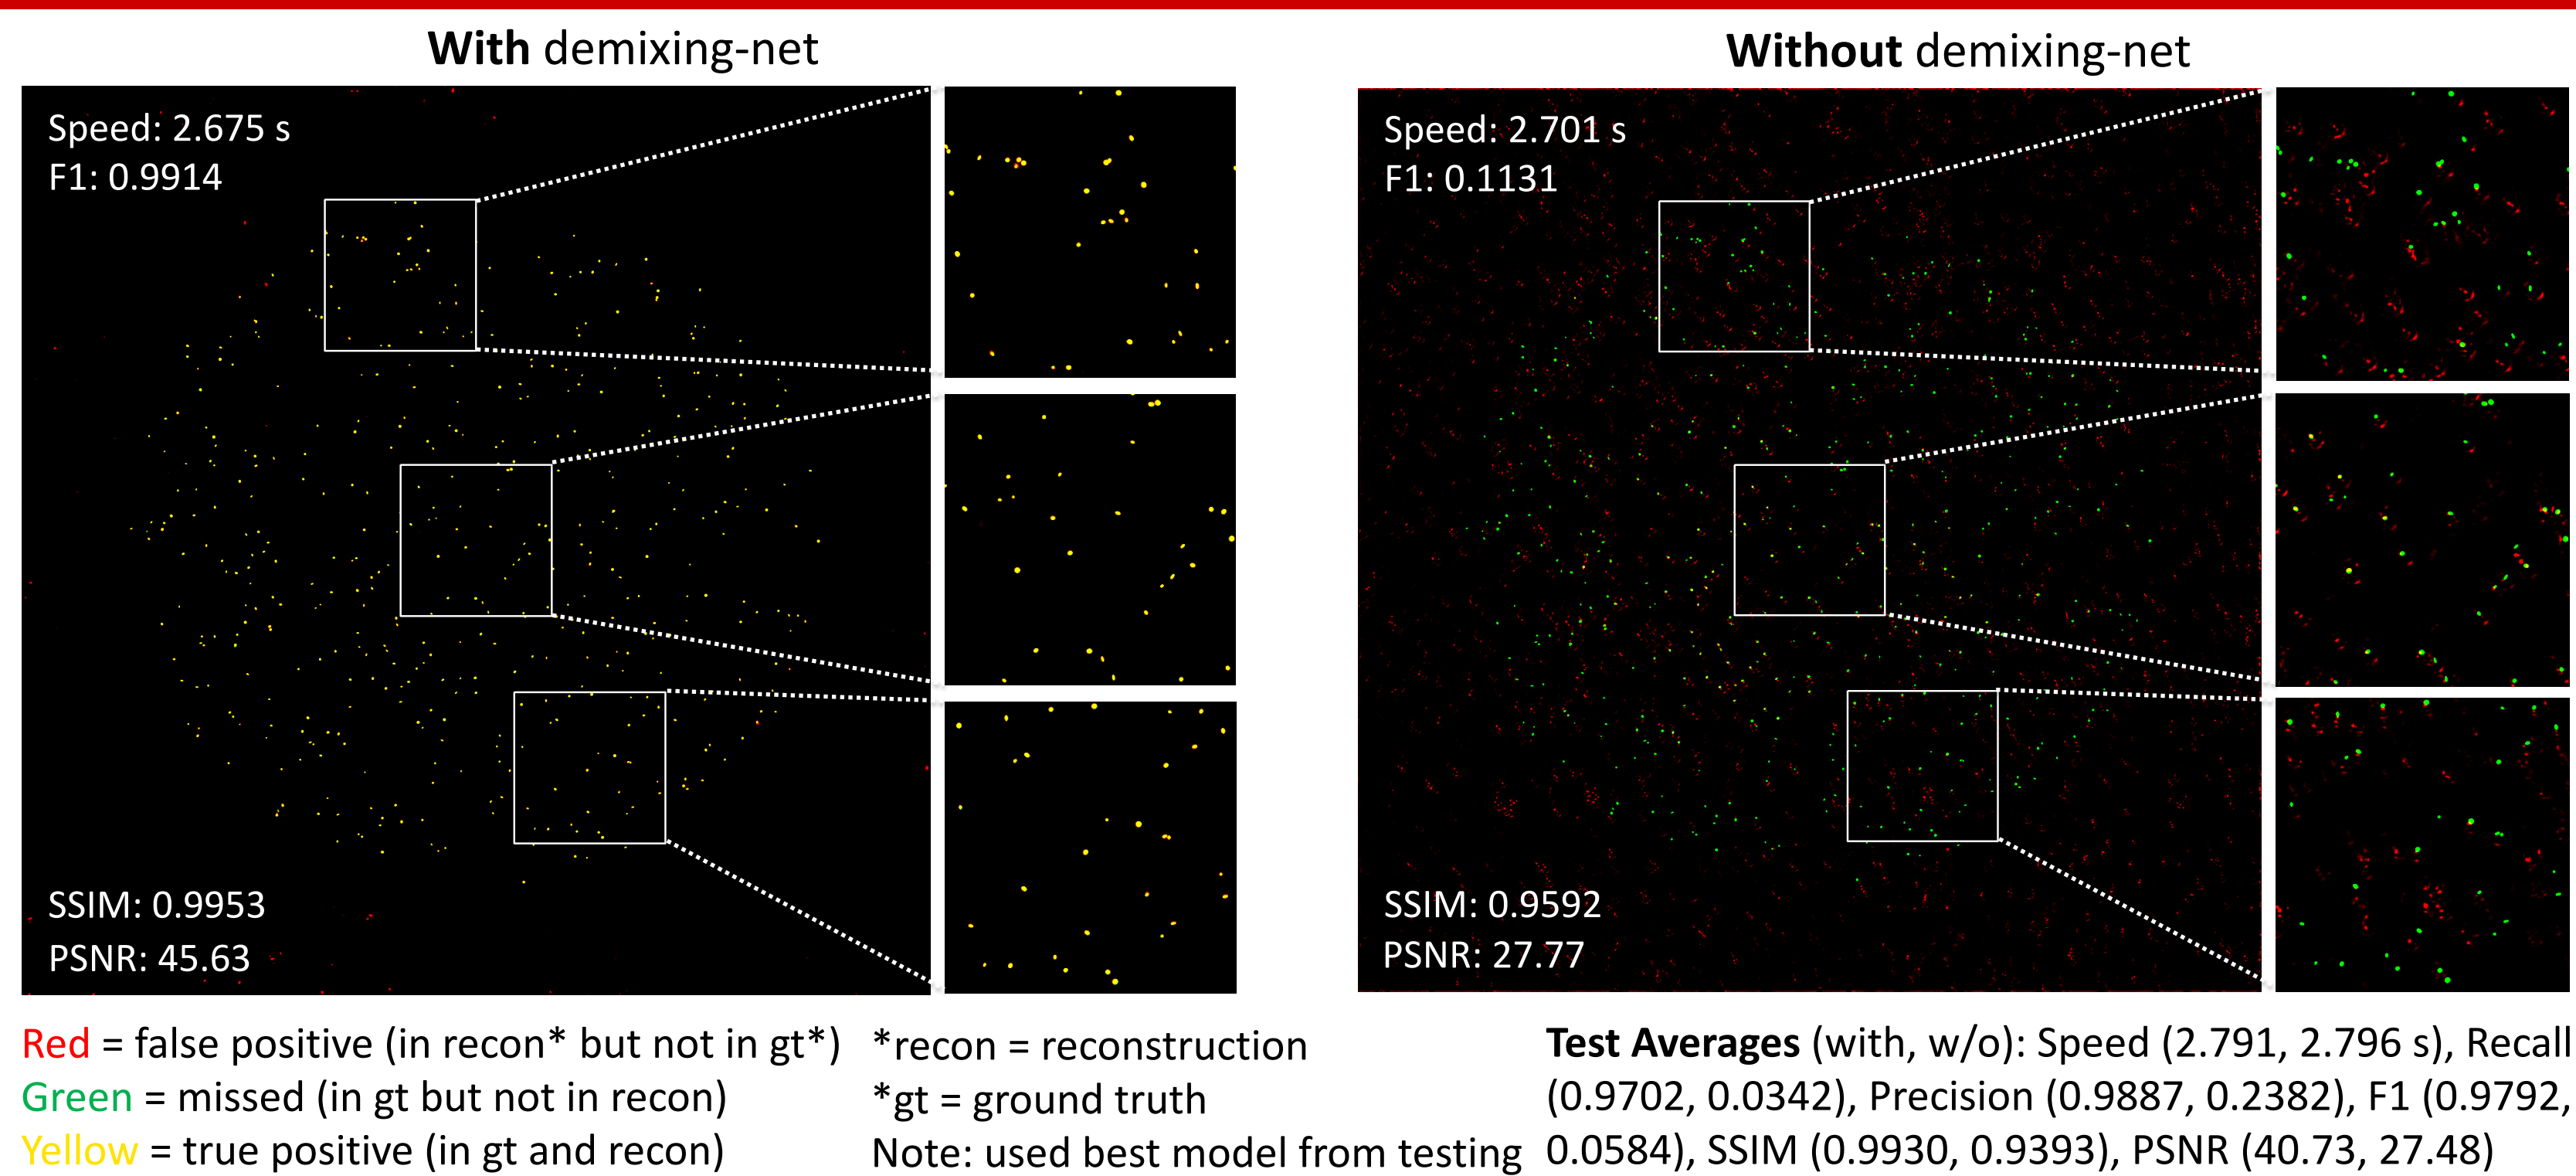 With demixing-net
Speed: 2.675 s
F1: 0.9914
SSIM: 0.9953
PSNR: 45.63
Without demixing-net
Speed: 2.701 s
F1: 0.1131
SSIM: 0.9592
PSNR: 27.77
Red = false positive (in recon* but not in gt*)
Green = missed (in gt but not in recon)
Yellow = true positive (in gt and recon)
*recon = reconstruction
*gt = ground truth
Note: used best model from testing
Test Averages (with, w/o): Speed (2.791, 2.796 s), Recall
(0.9702, 0.0342), Precision (0.9887, 0.2382), F1 (0.9792,
0.0584), SSIM (0.9930, 0.9393), PSNR (40.73, 27.48)